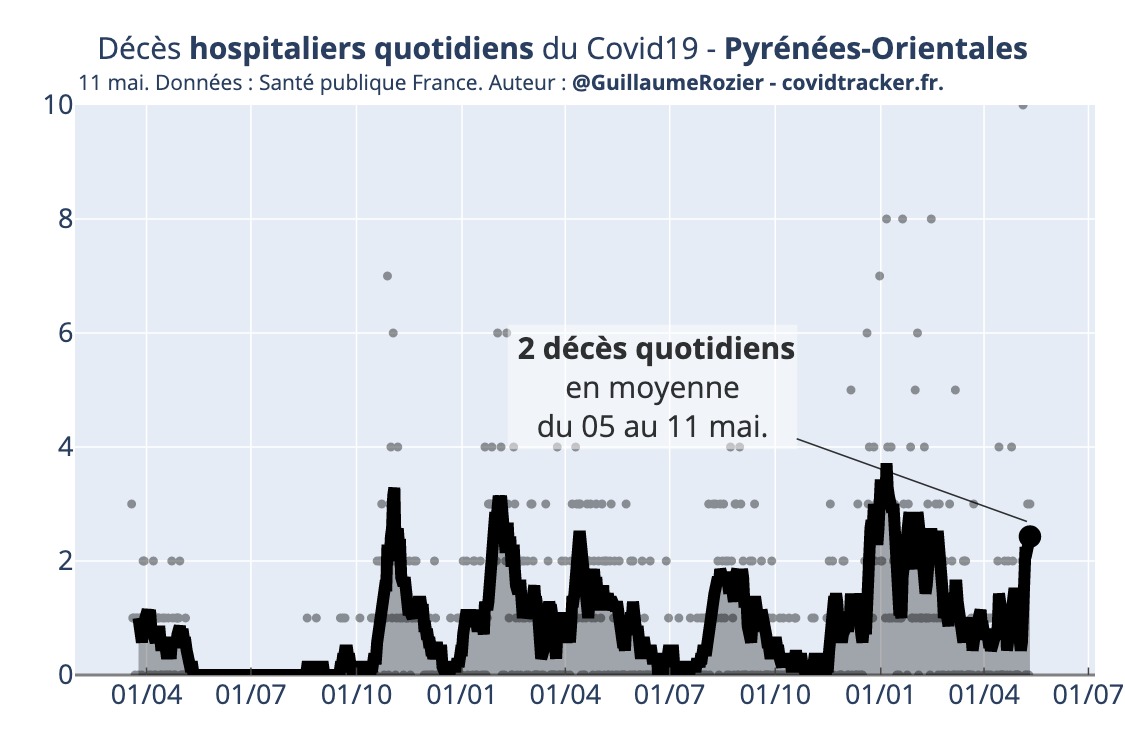 Décès hospitaliers quotidiens du Covid19 - Pyrénées-Orientales
11 mai. Données : Santé publique France. Auteur : @GuillaumeRozier - covidtracker.fr.
10
8
6
4
2
0
2 décès quotidiens
en moyenne
du 05 au 11 mai.
01/04 01/07 01/10 01/01 01/04 01/07 01/10 01/01 01/04 01/07